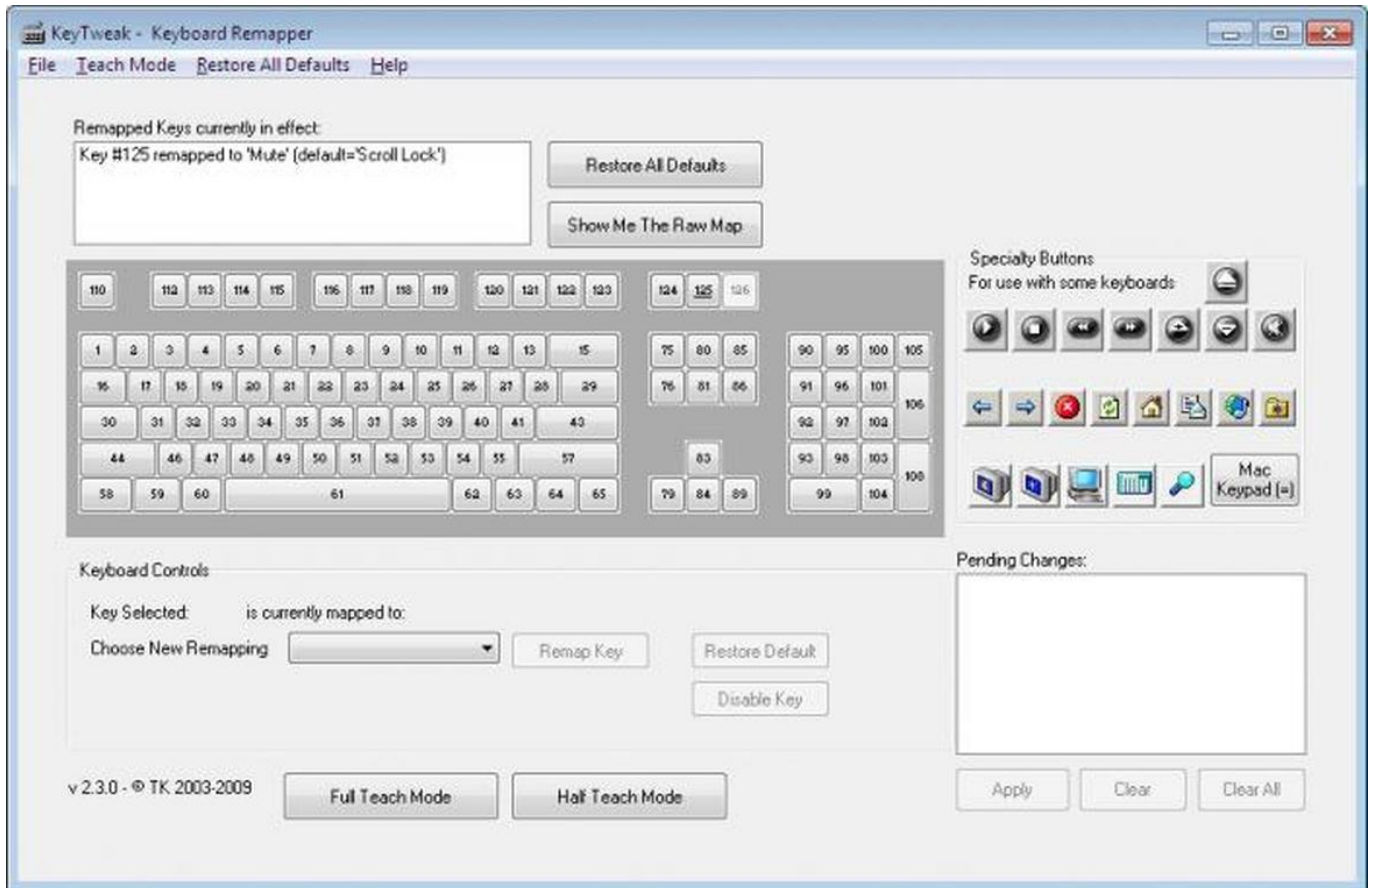 KeyTweak - Keyboard Remapper
File Teach Mode Restore All Defaults Help
Remapped Keys currently in effect:
Key #125 remapped to 'Mute' (default='Scroll Lock')
Restore All Defaults
Show Me The Raw Map
110 112 113 114 115 116 117 118 119 120 121 122 123 124 125 126
1 2 3 4 5 6 7 8 9 10 11 12 13 15 75 80 85 90 95 100 105
16 17 18 19 20 21 22 23 24 25 26 27 28 29 76 81 86 91 96 101
106
30 31 32 33 34 35 36 37 38 39 40 41 43 92 97 102
44 46 47 48 49 50 51 52 53 54 55 57 83 93 98 103
108
58 59 60 61 62 63 64 65 79 84 89 99 104
Specialty Buttons
For use with some keyboards
Mac
Keypad (=)
Keyboard Controls
Key Selected: is currently mapped to:
Choose New Remapping
Remap Key
Restore Default
Disable Key
Pending Changes:
Apply
Clear
Clear All
v 2.3.0 - © TK 2003-2009
Full Teach Mode
Half Teach Mode